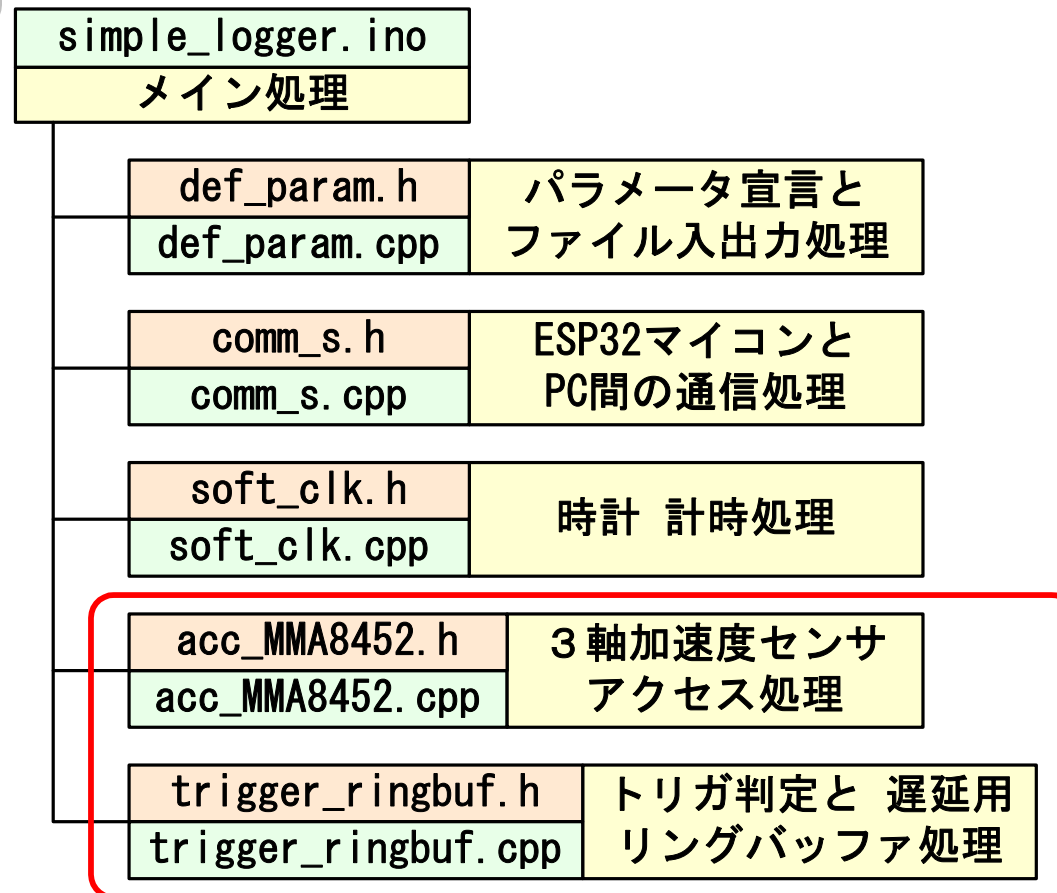 simple_logger.ino
メイン処理
def_param.h
def_param.cpp
パラメータ宣言と
ファイル入出力処理
comm_s.h
comm_s.cpp
ESP32マイコンと
PC間の通信処理
soft_clk.h
soft_clk.cpp
時計 計時処理
acc_MMA8452.h
acc_MMA8452.cpp
３軸加速度センサ
アクセス処理
trigger_ringbuf.h
trigger_ringbuf.cpp
トリガ判定と 遅延用
リングバッファ処理